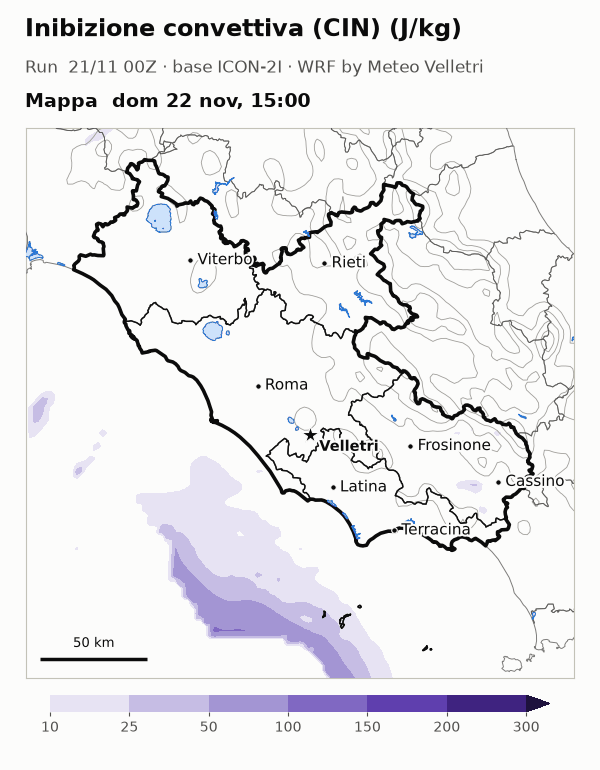 Inibizione convettiva (CIN) (J/kg)
Run  21/11 00Z · base ICON-2I · WRF by Meteo Velletri
Mappa  dom 22 nov, 15:00
Viterbo
Rieti
Roma
Velletri
Frosinone
Latina
Cassino
Terracina
50 km
10 25 50 100 150 200 300